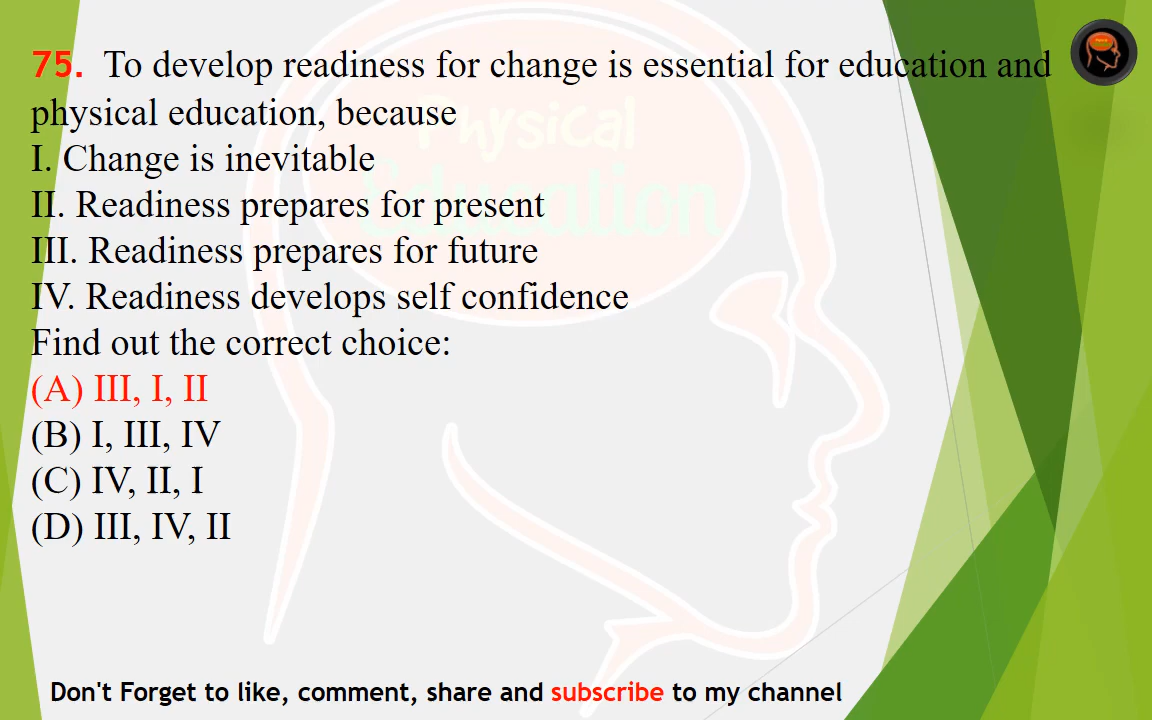 75. To develop readiness for change is essential for education and
physical education, because
I. Change is inevitable
II. Readiness prepares for present
III. Readiness prepares for future
IV. Readiness develops self confidence
Find out the correct choice:
(A) III, I, II
(B) I, III, IV
(C) IV, II, I
(D) III, IV, II
Physical
Education
Don't Forget to like, comment, share and subscribe to my channel